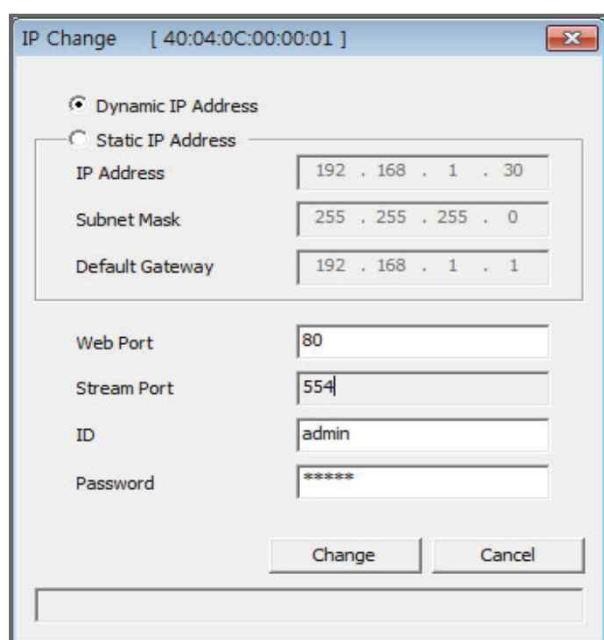 IP Change [ 40:04:0C:00:00:01 ]
Dynamic IP Address
Static IP Address
IP Address 192 . 168 . 1 . 30
Subnet Mask 255 . 255 . 255 . 0
Default Gateway 192 . 168 . 1 . 1
Web Port 80
Stream Port 554
ID admin
Password *****
Change Cancel